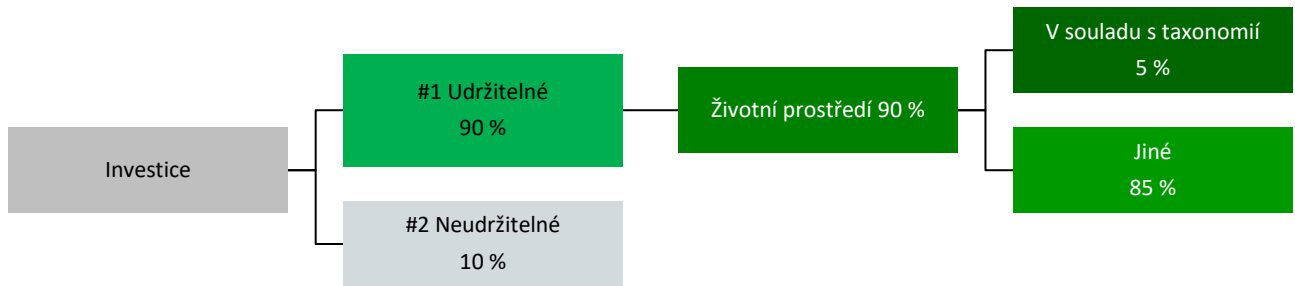 Investice
#1 Udržitelné
90 %
#2 Neudržitelné
10 %
Životní prostředí 90 %
V souladu s taxonomií
5 %
Jiné
85 %